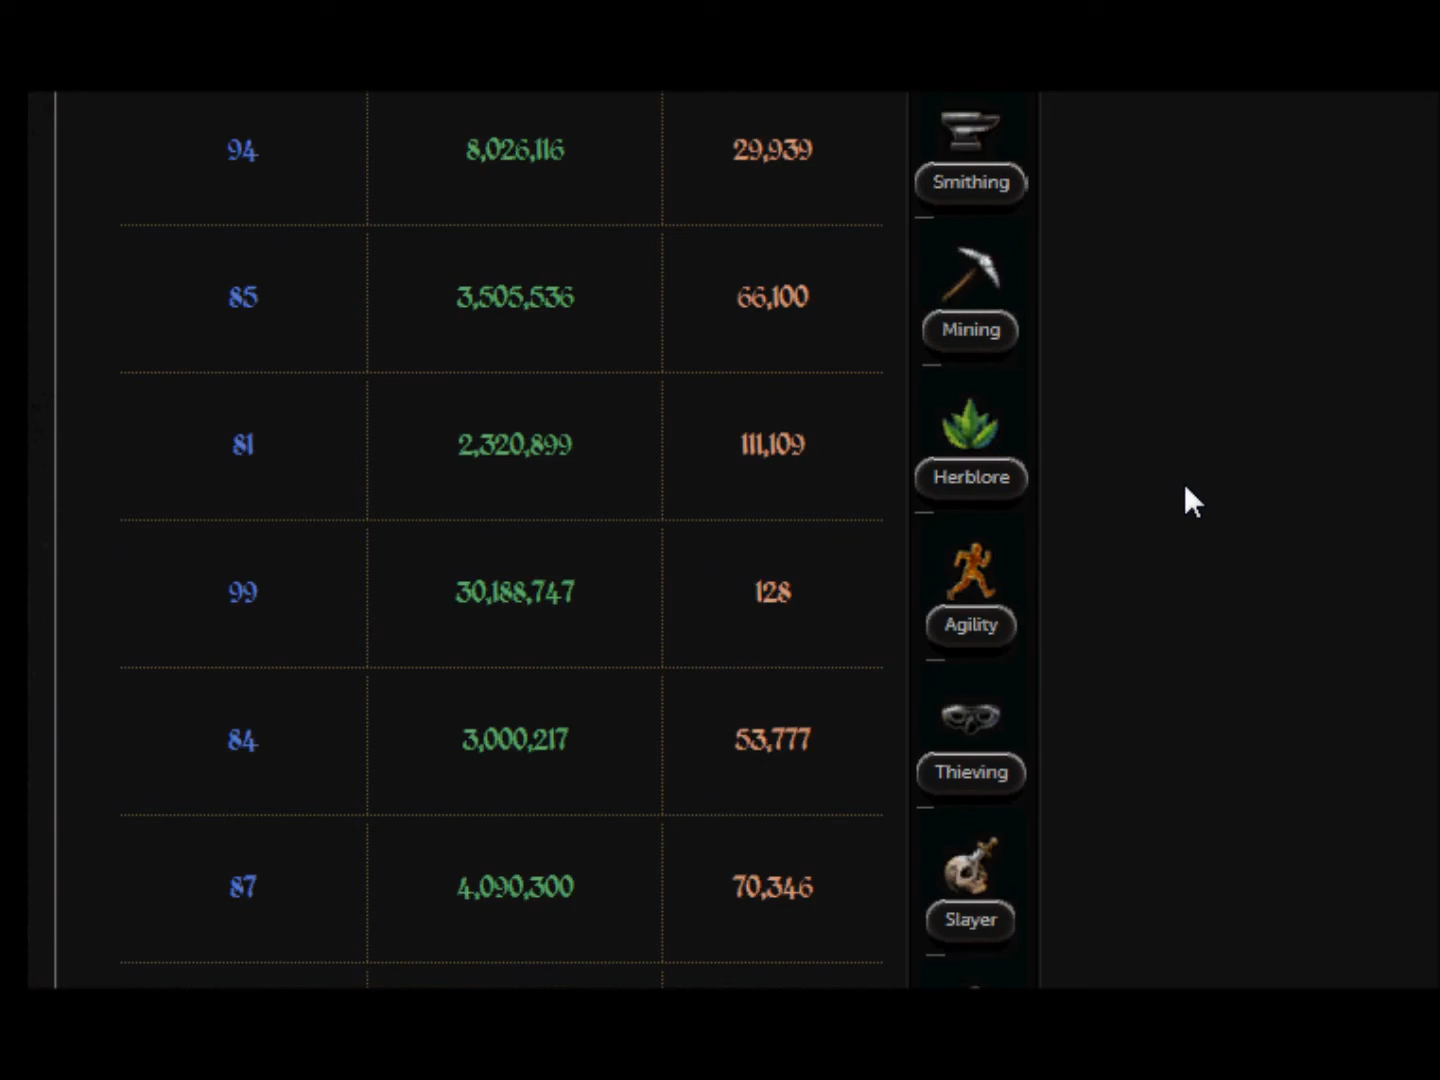 94 8,026,116 29,939 Smithing
85 3,505,536 66,100 Mining
81 2,320,899 111,109 Herblore
99 30,188,747 128 Agility
84 3,000,217 53,777 Thieving
87 4,090,300 70,346 Slayer